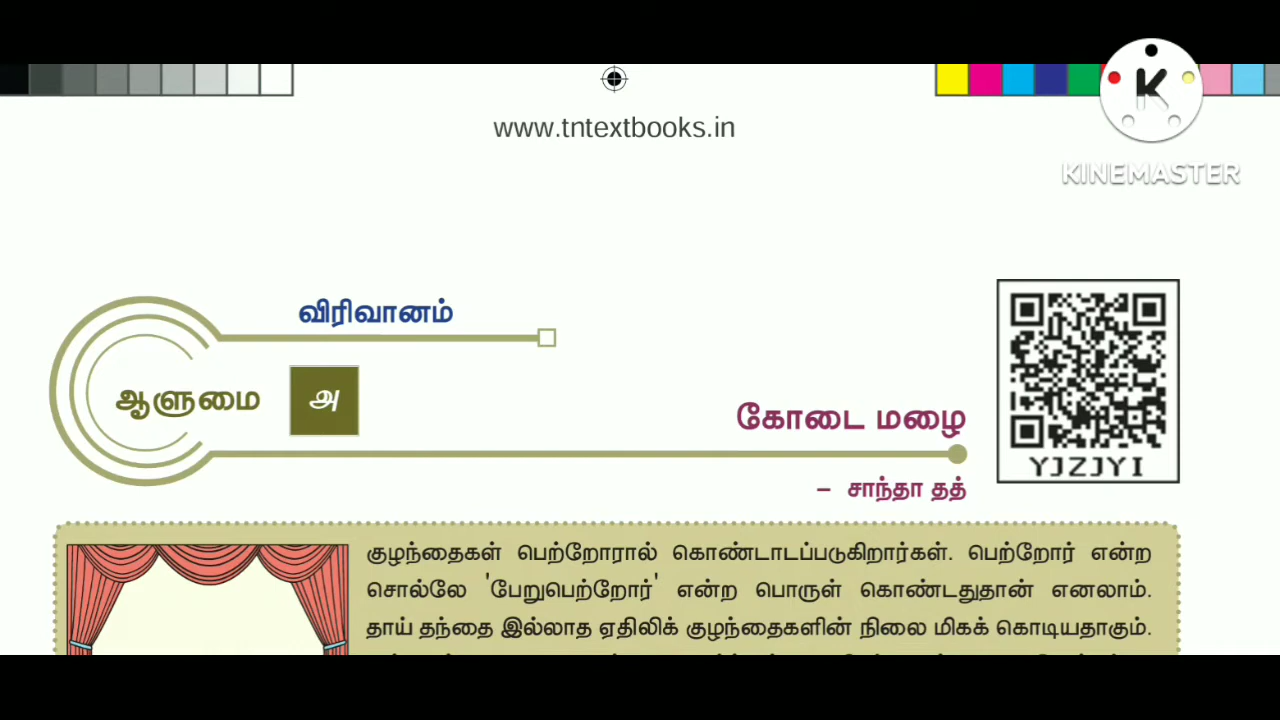 www.tntextbooks.in
KINEMASTER
விரிவானம்
ஆளுமை
அ
கோடை மழை
– சாந்தா தத்
YJZJYI
குழந்தைகள் பெற்றோரால் கொண்டாடப்படுகிறார்கள். பெற்றோர் என்ற
சொல்லே 'பேறுபெற்றோர்' என்ற பொருள் கொண்டதுதான் எனலாம்.
தாய் தந்தை இல்லாத ஏதிலிக் குழந்தைகளின் நிலை மிகக் கொடியதாகும்.